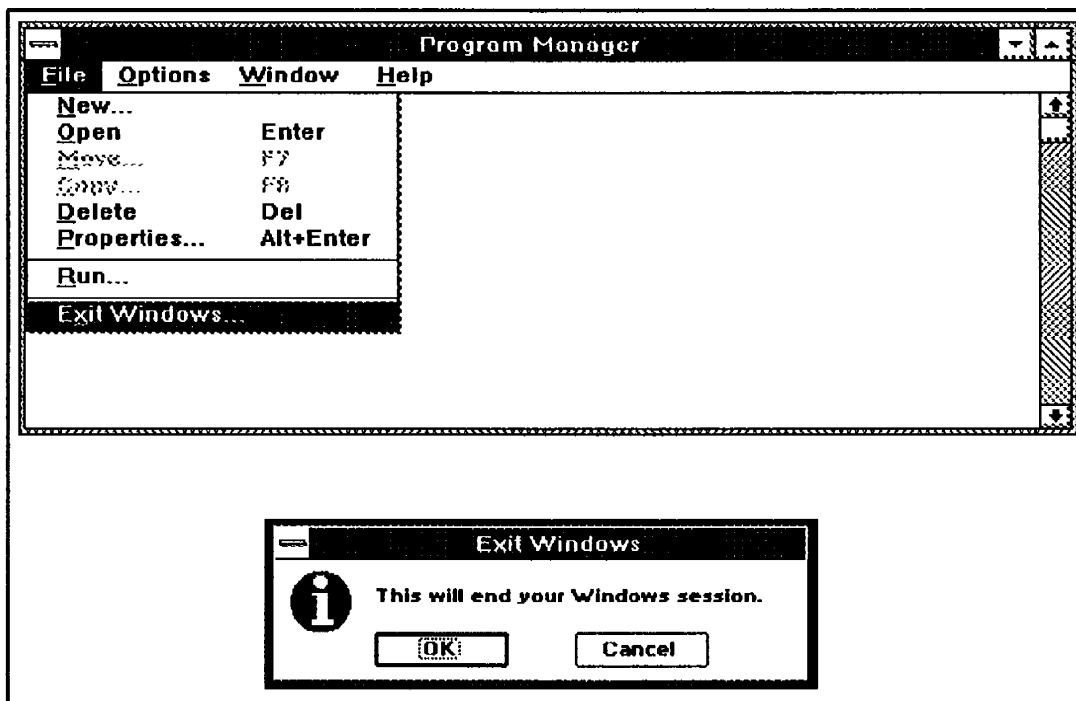 Program Manager
File Options Window Help
New...
Open Enter
Move... F7
Copy... F8
Delete Del
Properties... Alt+Enter
Run...
Exit Windows...
Exit Windows
This will end your Windows session.
OK Cancel